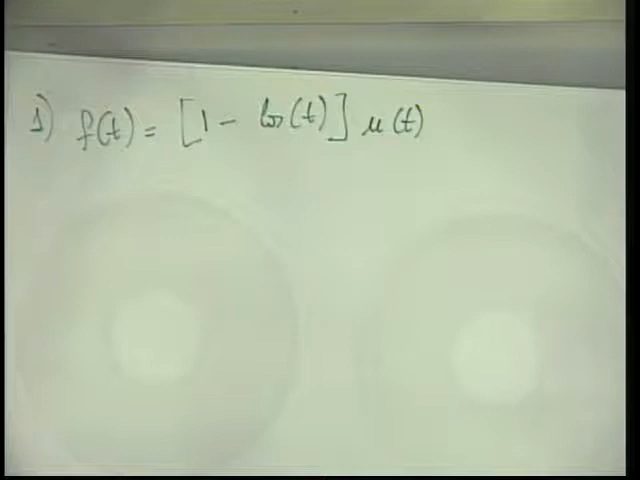 1) f(t) = [1 - cos(t)] u(t)